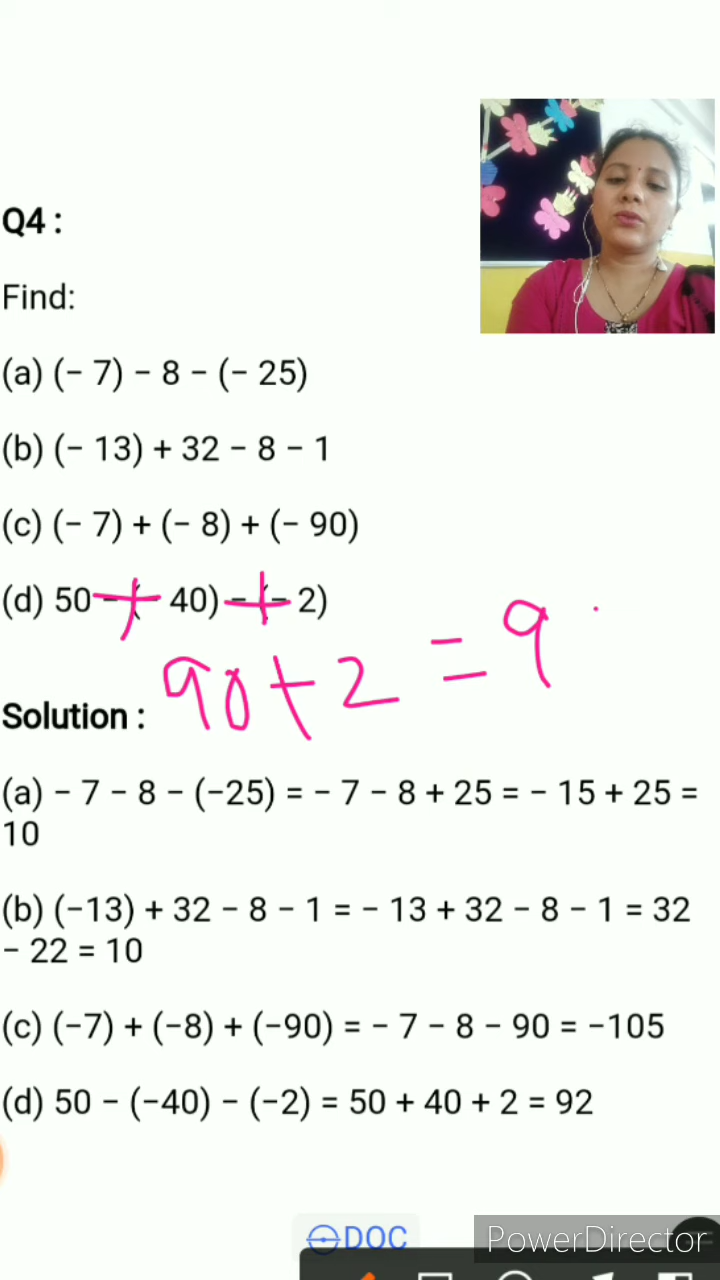 Q4 :
Find:
(a) (− 7) − 8 − (− 25)
(b) (− 13) + 32 − 8 − 1
(c) (− 7) + (− 8) + (− 90)
(d) 50 − (− 40) − (− 2)
90 + 2 = 9
Solution :
(a) − 7 − 8 − (−25) = − 7 − 8 + 25 = − 15 + 25 =
10
(b) (−13) + 32 − 8 − 1 = − 13 + 32 − 8 − 1 = 32
− 22 = 10
(c) (−7) + (−8) + (−90) = − 7 − 8 − 90 = −105
(d) 50 − (−40) − (−2) = 50 + 40 + 2 = 92
DOC
PowerDirector